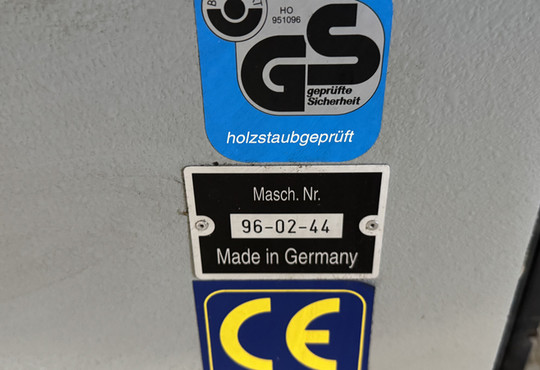 HO
951096
GS
geprüfte
Sicherheit
holzstaubgeprüft
Masch. Nr.
96-02-44
Made in Germany
CE